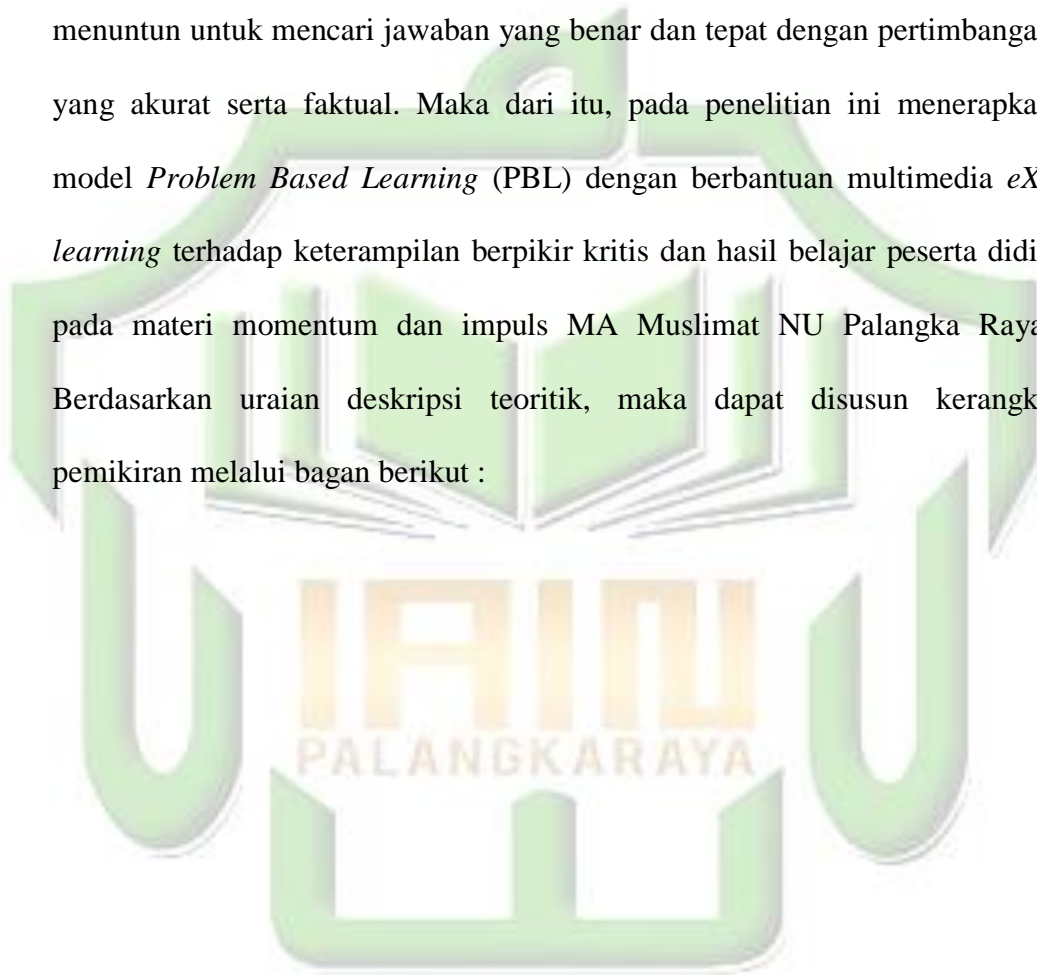 menuntun untuk mencari jawaban yang benar dan tepat dengan pertimbanga
yang akurat serta faktual. Maka dari itu, pada penelitian ini menerapka
model Problem Based Learning (PBL) dengan berbantuan multimedia eX
learning terhadap keterampilan berpikir kritis dan hasil belajar peserta didi
pada materi momentum dan impuls MA Muslimat NU Palangka Raya
Berdasarkan uraian deskripsi teoritik, maka dapat disusun kerangk
pemikiran melalui bagan berikut :
IAIN
PALANGKARAYA